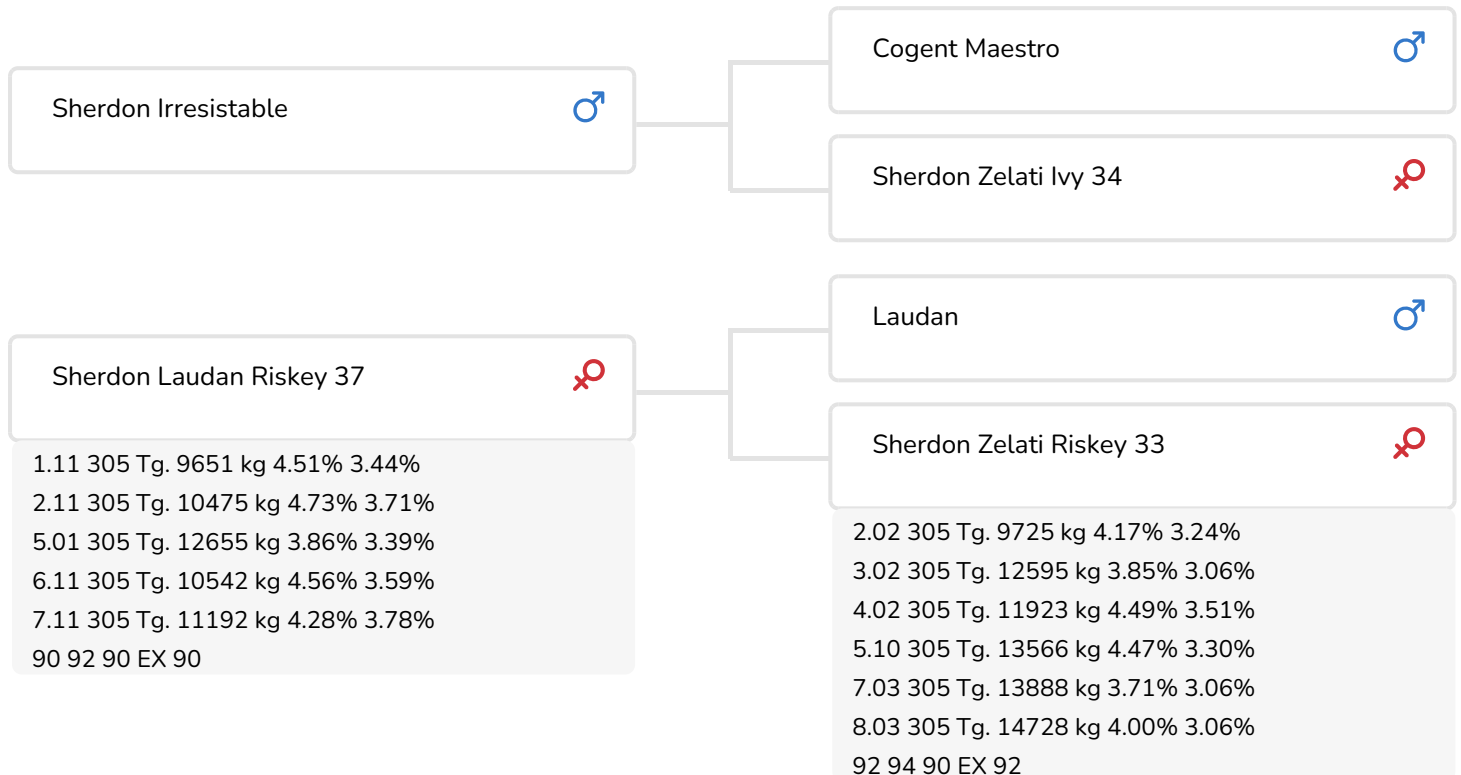 Cogent Maestro
Sherdon Irresistable
Sherdon Zelati Ivy 34
Laudan
Sherdon Laudan Riskey 37
1.11 305 Tg. 9651 kg 4.51% 3.44%
2.11 305 Tg. 10475 kg 4.73% 3.71%
5.01 305 Tg. 12655 kg 3.86% 3.39%
6.11 305 Tg. 10542 kg 4.56% 3.59%
7.11 305 Tg. 11192 kg 4.28% 3.78%
90 92 90 EX 90
Sherdon Zelati Riskey 33
2.02 305 Tg. 9725 kg 4.17% 3.24%
3.02 305 Tg. 12595 kg 3.85% 3.06%
4.02 305 Tg. 11923 kg 4.49% 3.51%
5.10 305 Tg. 13566 kg 4.47% 3.30%
7.03 305 Tg. 13888 kg 3.71% 3.06%
8.03 305 Tg. 14728 kg 4.00% 3.06%
92 94 90 EX 92